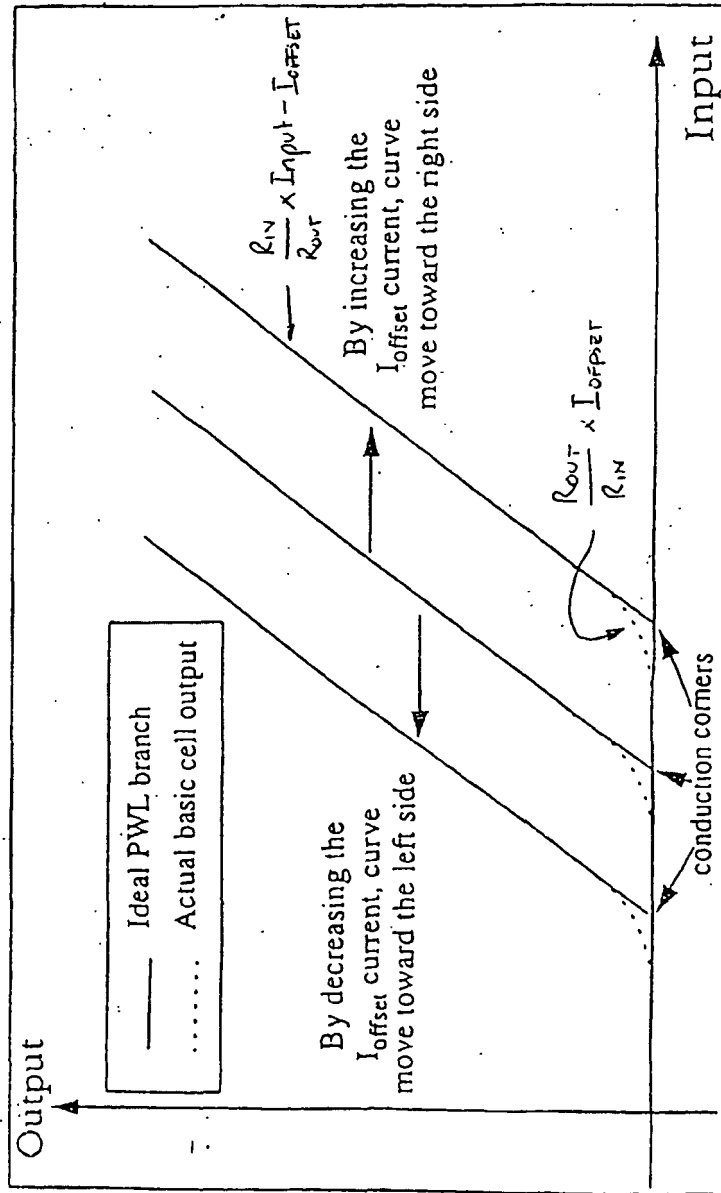 Output
Ideal PWL branch
Actual basic cell output
R_IN / R_OUT x Input - I_OFFSET
By increasing the
I_offset current, curve
move toward the right side
By decreasing the
I_offset current, curve
move toward the left side
R_OUT / R_IN x I_OFFSET
conduction corners
Input